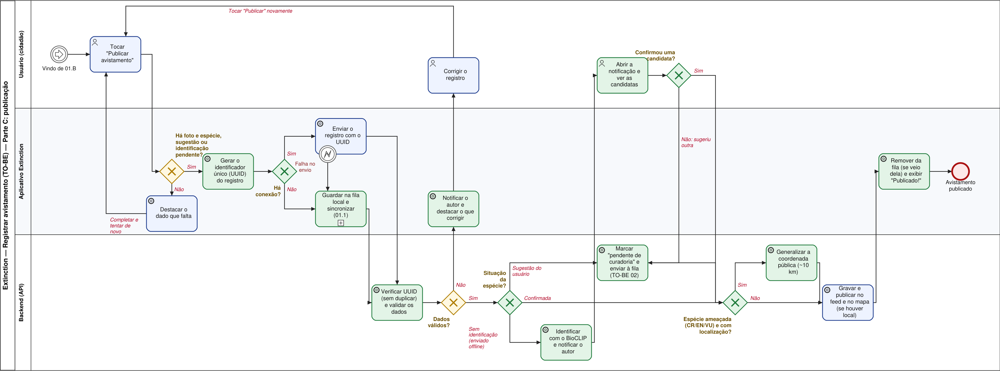 Extinction — Registrar avistamento (TO-BE) — Parte C: publicação
Usuário (cidadão)
Tocar "Publicar" novamente
Vindo de 01.B
Tocar
"Publicar
avistamento"
Corrigir o
registro
Abrir a
notificação e
ver as
candidatas
Confirmou uma
candidata?
Sim
Aplicativo Extinction
Há foto e espécie,
sugestão ou
identificação
pendente?
Sim
Não
Destacar o
dado que falta
Completar e
tentar de
novo
Gerar o
identificador
único (UUID)
do registro
Há
conexão?
Sim
Não
Enviar o
registro com o
UUID
Falha no
envio
Guardar na fila
local e
sincronizar
(01.1)
Notificar o
autor e
destacar o que
corrigir
Não: sugeriu
outra
Remover da
fila (se veio
dela) e exibir
"Publicado!"
Avistamento
publicado
Backend (API)
Verificar UUID
(sem duplicar)
e validar os
dados
Dados
válidos?
Não
Sim
Situação
da
espécie?
Sugestão do
usuário
Confirmada
Sem
identificação
(enviado
offline)
Identificar
com o BioCLIP
e notificar o
autor
Marcar
"pendente de
curadoria" e
enviar à fila
(TO-BE 02)
Espécie ameaçada
(CR/EN/VU) e com
localização?
Sim
Não
Generalizar a
coordenada
pública (~10
km)
Gravar e
publicar no
feed e no mapa
(se houver
local)